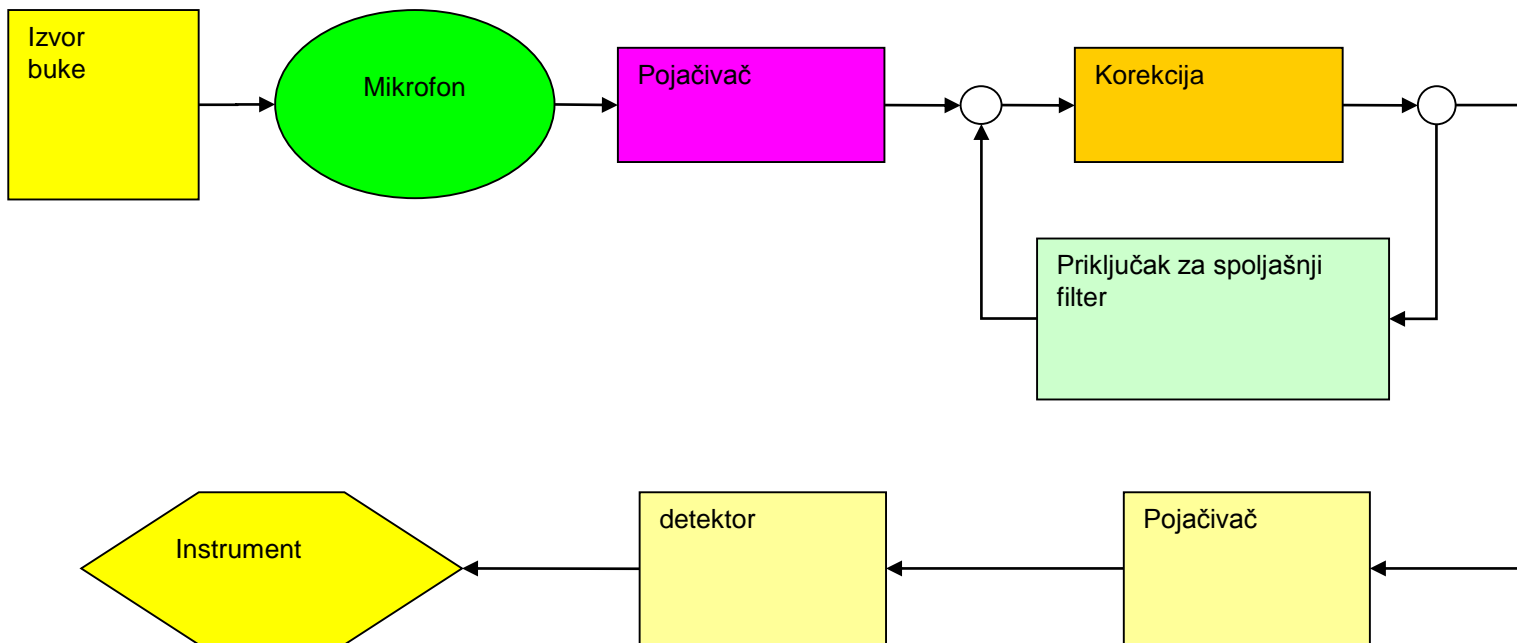 Izvor
buke
Mikrofon
Pojačivač
Korekcija
Priključak za spoljašnji
filter
Instrument
detektor
Pojačivač